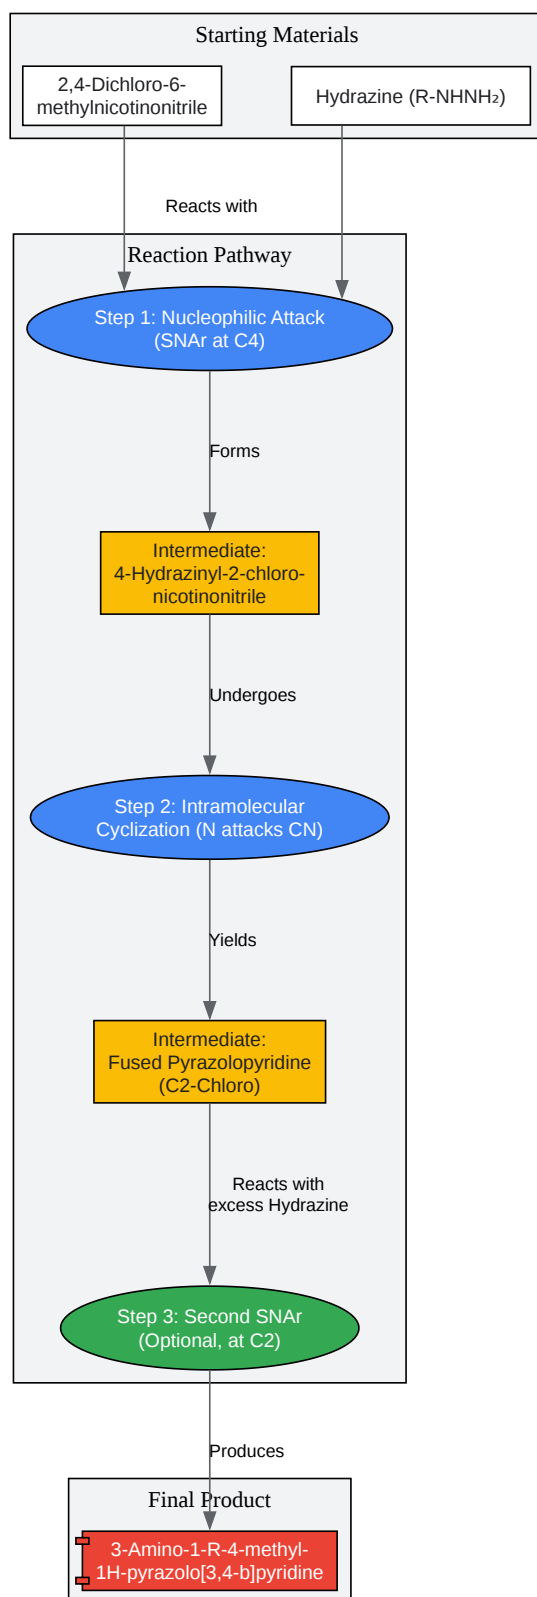 Starting Materials
2,4-Dichloro-6-
methylnicotinonitrile
Hydrazine (R-NHNH₂)
Reacts with
Reaction Pathway
Step 1: Nucleophilic Attack
(SNAr at C4)
Forms
Intermediate:
4-Hydrazinyl-2-chloro-
nicotinonitrile
Undergoes
Step 2: Intramolecular
Cyclization (N attacks CN)
Yields
Intermediate:
Fused Pyrazolopyridine
(C2-Chloro)
Reacts with
excess Hydrazine
Step 3: Second SNAr
(Optional, at C2)
Produces
Final Product
3-Amino-1-R-4-methyl-
1H-pyrazolo[3,4-b]pyridine